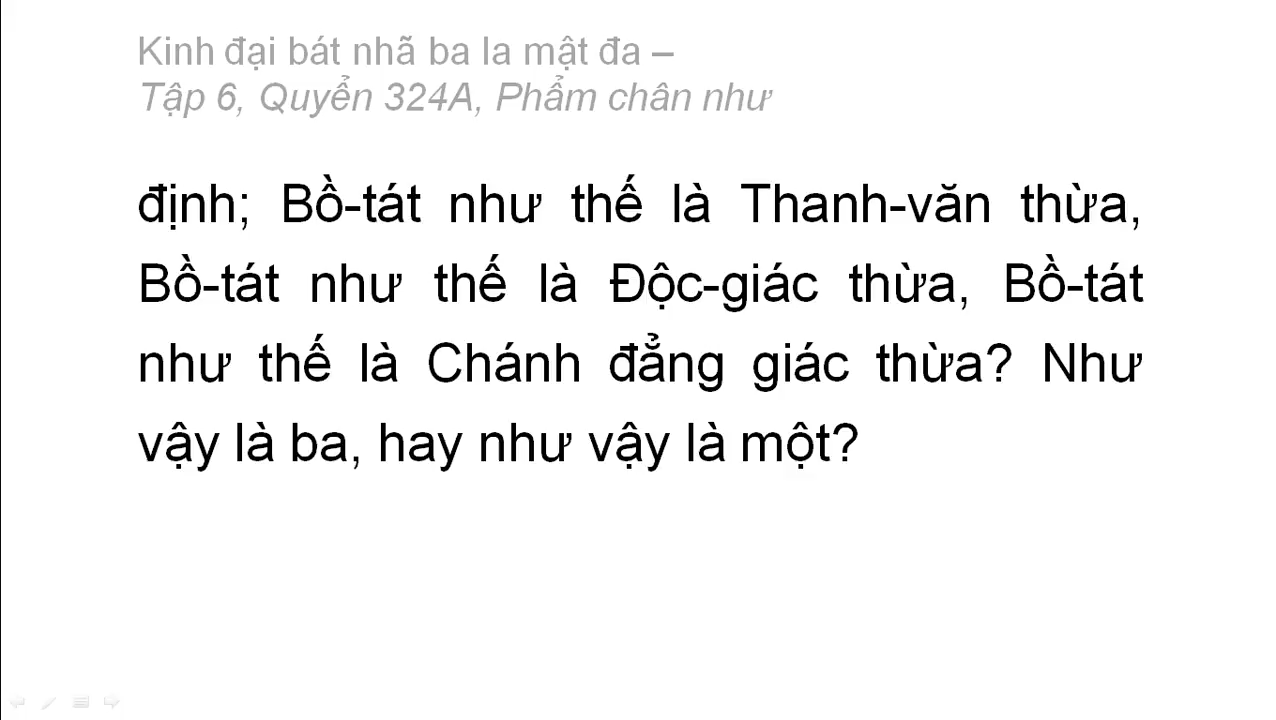 Kinh đại bát nhã ba la mật đa –
Tập 6, Quyển 324A, Phẩm chân như
định; Bồ-tát như thế là Thanh-văn thừa,
Bồ-tát như thế là Độc-giác thừa, Bồ-tát
như thế là Chánh đẳng giác thừa? Như
vậy là ba, hay như vậy là một?